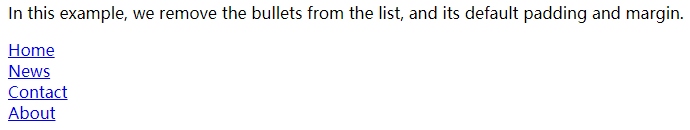 In this example, we remove the bullets from the list, and its default padding and margin.
Home
News
Contact
About